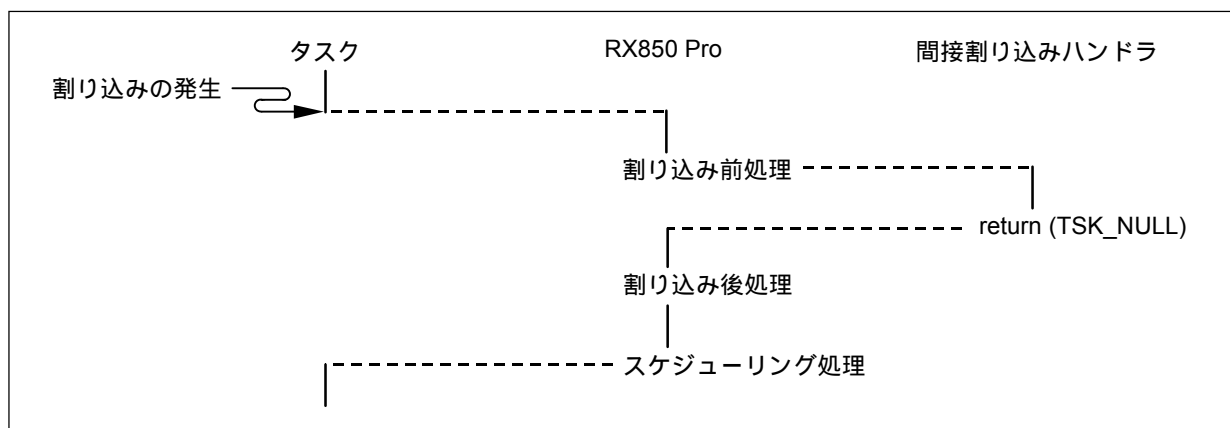 タスク
RX850 Pro
間接割り込みハンドラ
割り込みの発生
割り込み前処理
return (TSK_NULL)
割り込み後処理
スケジューリング処理